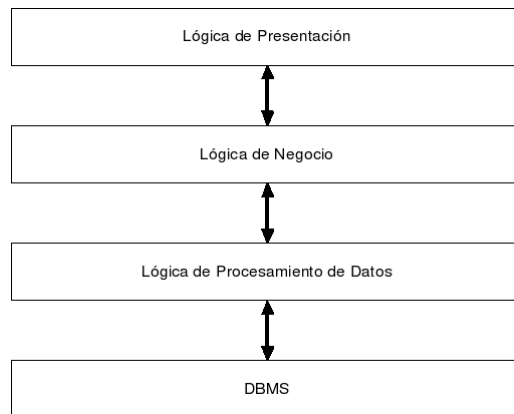 Lógica de Presentación
Lógica de Negocio
Lógica de Procesamiento de Datos
DBMS